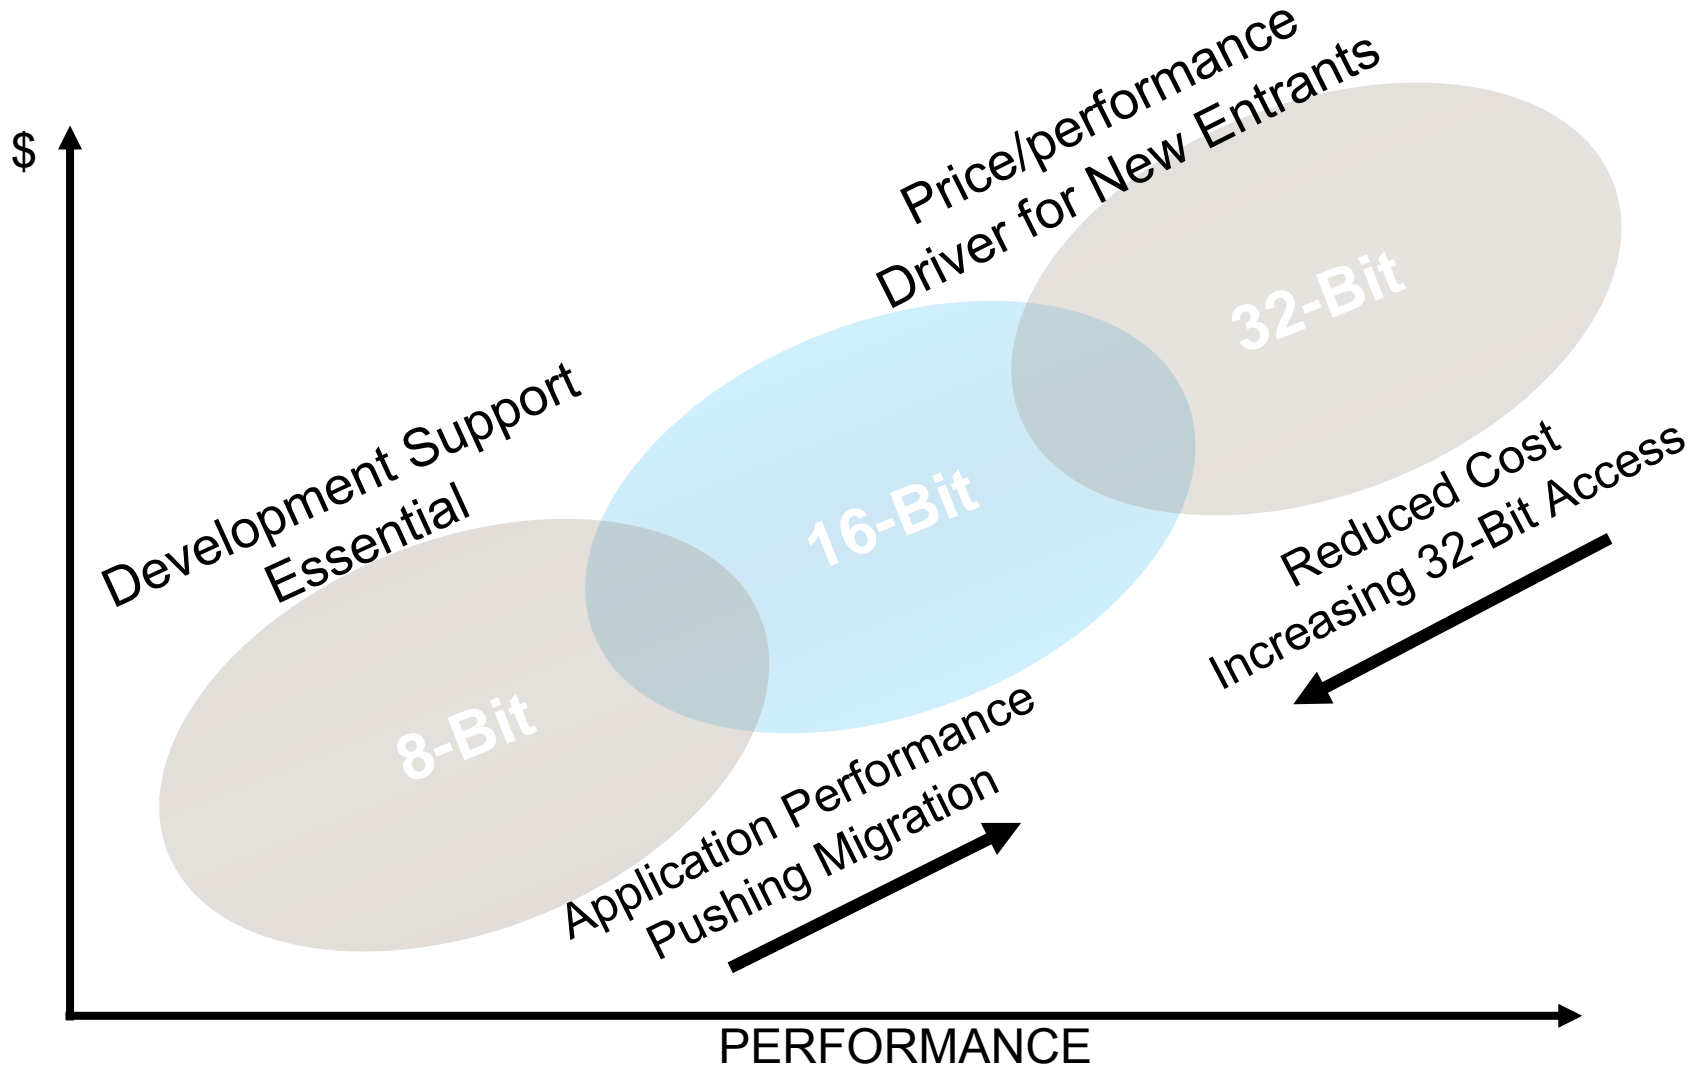 $
Price/performance
Driver for New Entrants
32-Bit
Development Support
Essential
16-Bit
Reduced Cost
Increasing 32-Bit Access
8-Bit
Application Performance
Pushing Migration
PERFORMANCE